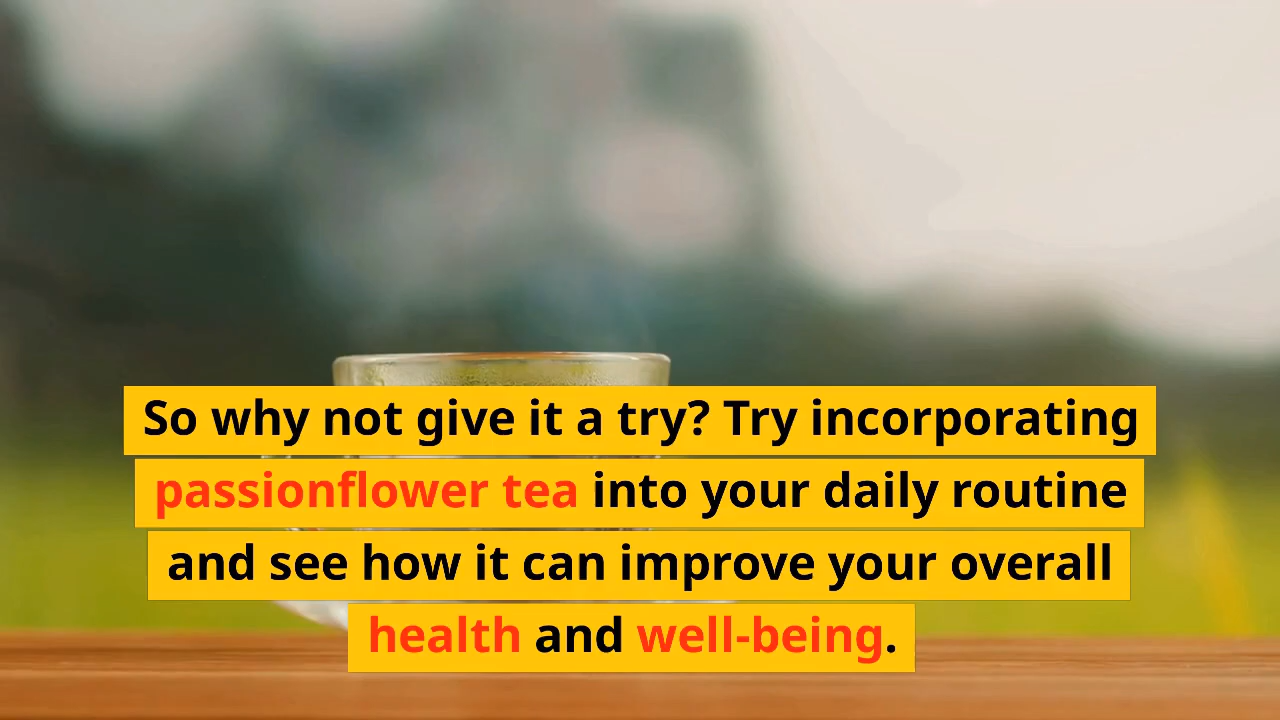 So why not give it a try? Try incorporating
passionflower tea into your daily routine
and see how it can improve your overall
health and well-being.